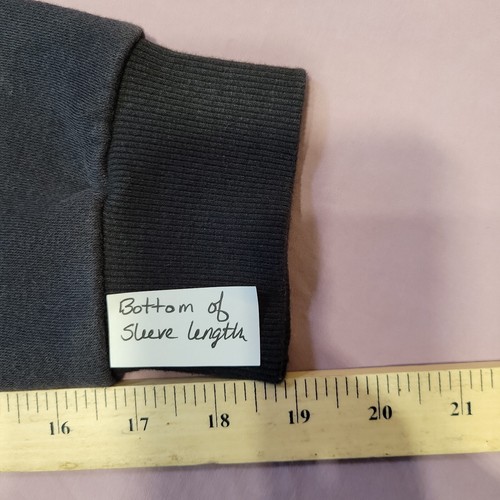 Bottom of
Sleeve length
16 17 18 19 20 21